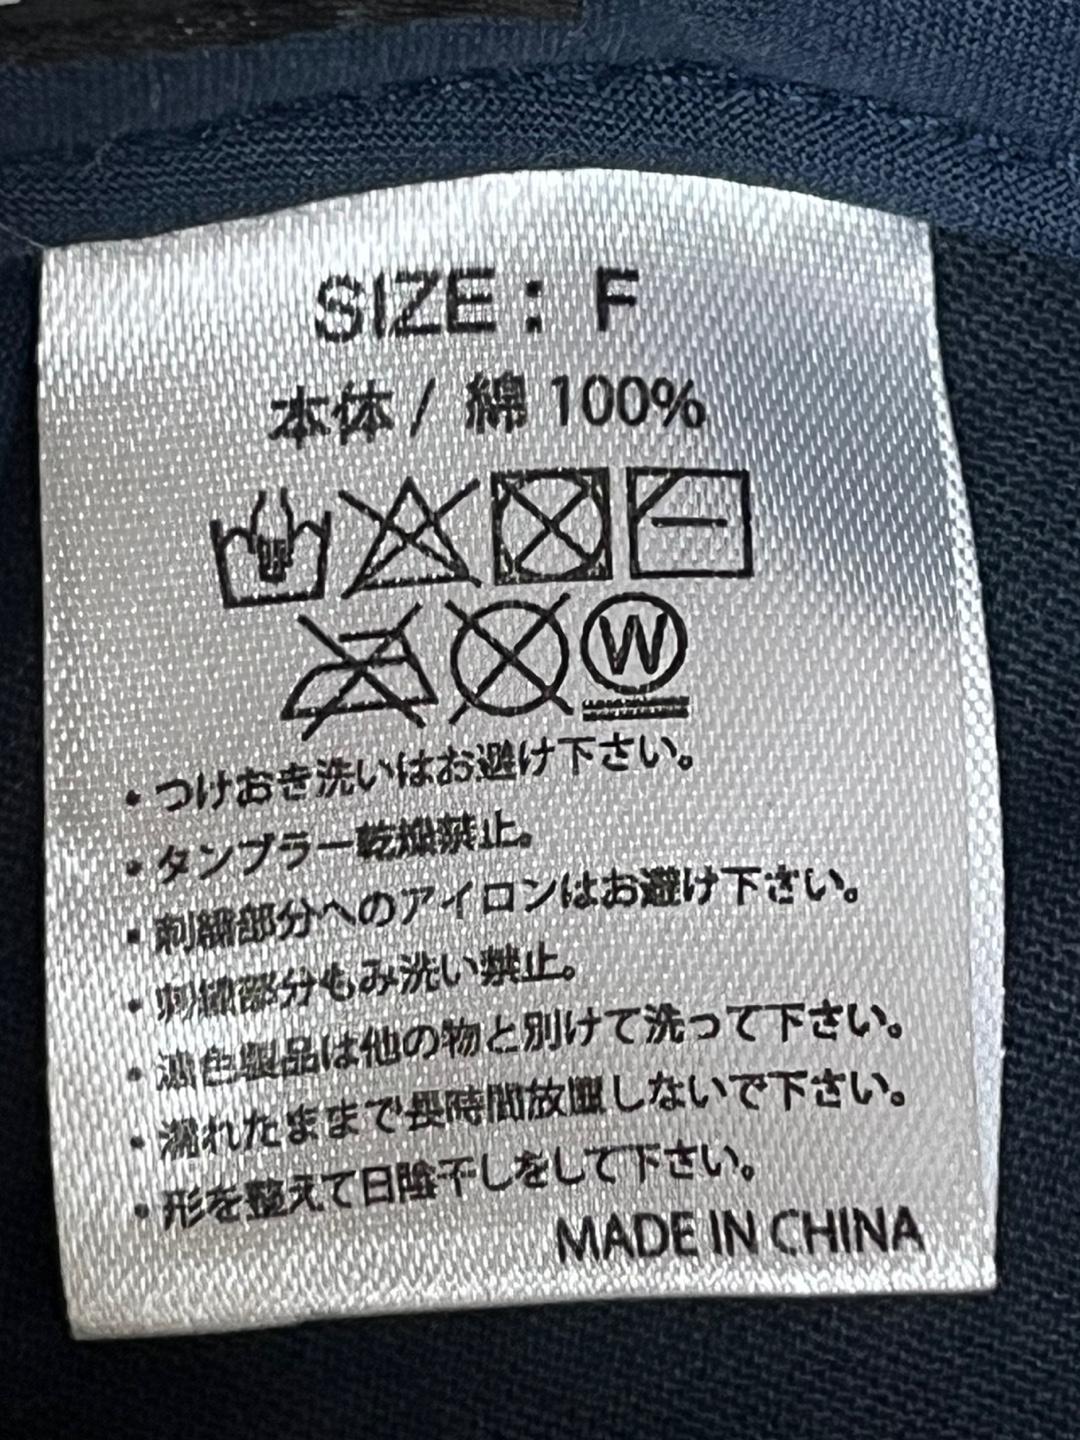 SIZE : F
本体 / 綿 100%
W
・つけおき洗いはお避け下さい。
・タンブラー乾燥禁止。
・刺繍部分へのアイロンはお避け下さい。
・刺繍部分もみ洗い禁止。
・濃色製品は他の物と別けて洗って下さい。
・濡れたままで長時間放置しないで下さい。
・形を整えて日陰干しをして下さい。
MADE IN CHINA